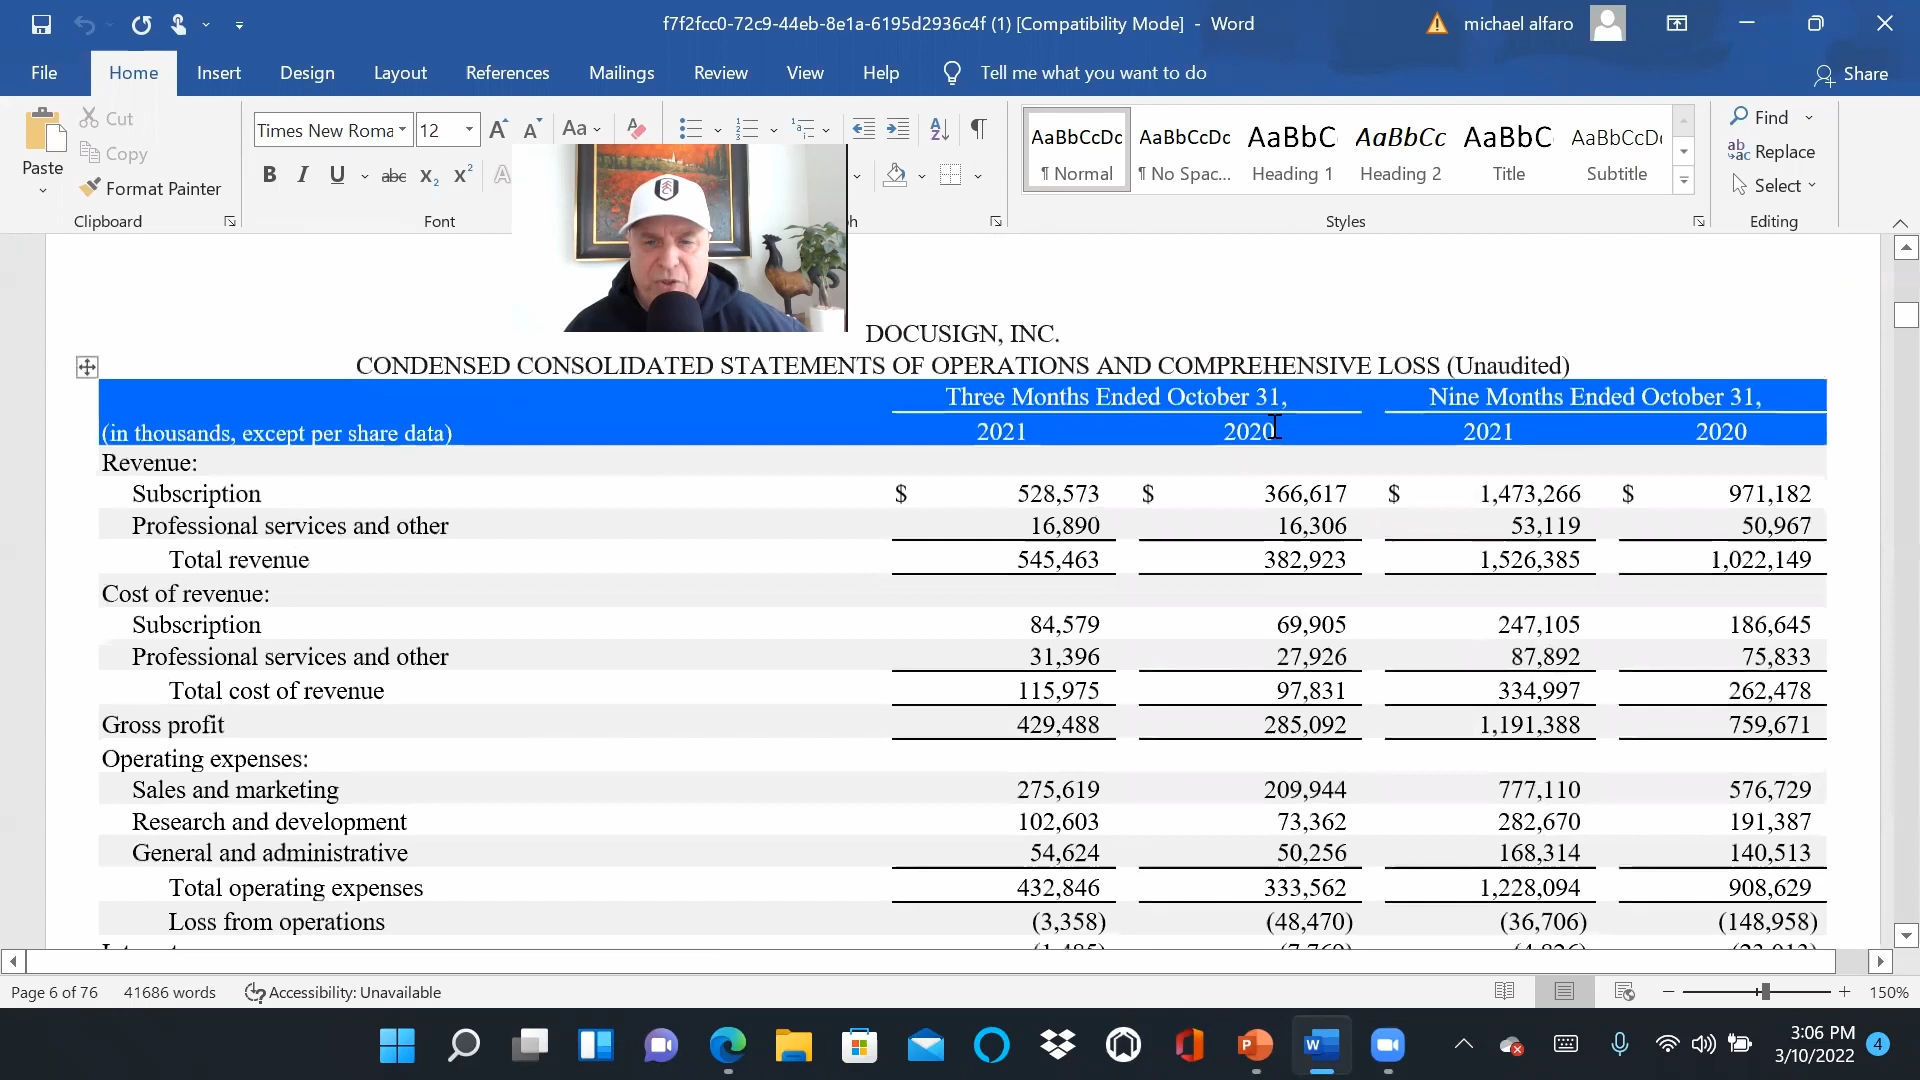 f7f2fcc0-72c9-44eb-8e1a-6195d2936c4f (1) [Compatibility Mode] - Word
michael alfaro
File Home Insert Design Layout References Mailings Review View Help Tell me what you want to do Share
Paste
Cut
Copy
Format Painter
Clipboard
Times New Roma 12
Aa
B I U abc X₂ X² A
Font
AaBbCcDc AaBbCcDc AaBbC AaBbCc AaBbC AaBbCcD
¶ Normal ¶ No Spac... Heading 1 Heading 2 Title Subtitle
Styles
Find
Replace
Select
Editing
DOCUSIGN, INC.
CONDENSED CONSOLIDATED STATEMENTS OF OPERATIONS AND COMPREHENSIVE LOSS (Unaudited)
Three Months Ended October 31, Nine Months Ended October 31,
(in thousands, except per share data) 2021 2020 2021 2020
Revenue:
Subscription $ 528,573 $ 366,617 $ 1,473,266 $ 971,182
Professional services and other 16,890 16,306 53,119 50,967
Total revenue 545,463 382,923 1,526,385 1,022,149
Cost of revenue:
Subscription 84,579 69,905 247,105 186,645
Professional services and other 31,396 27,926 87,892 75,833
Total cost of revenue 115,975 97,831 334,997 262,478
Gross profit 429,488 285,092 1,191,388 759,671
Operating expenses:
Sales and marketing 275,619 209,944 777,110 576,729
Research and development 102,603 73,362 282,670 191,387
General and administrative 54,624 50,256 168,314 140,513
Total operating expenses 432,846 333,562 1,228,094 908,629
Loss from operations (3,358) (48,470) (36,706) (148,958)
Page 6 of 76 41686 words Accessibility: Unavailable 150%
3:06 PM
3/10/2022 4